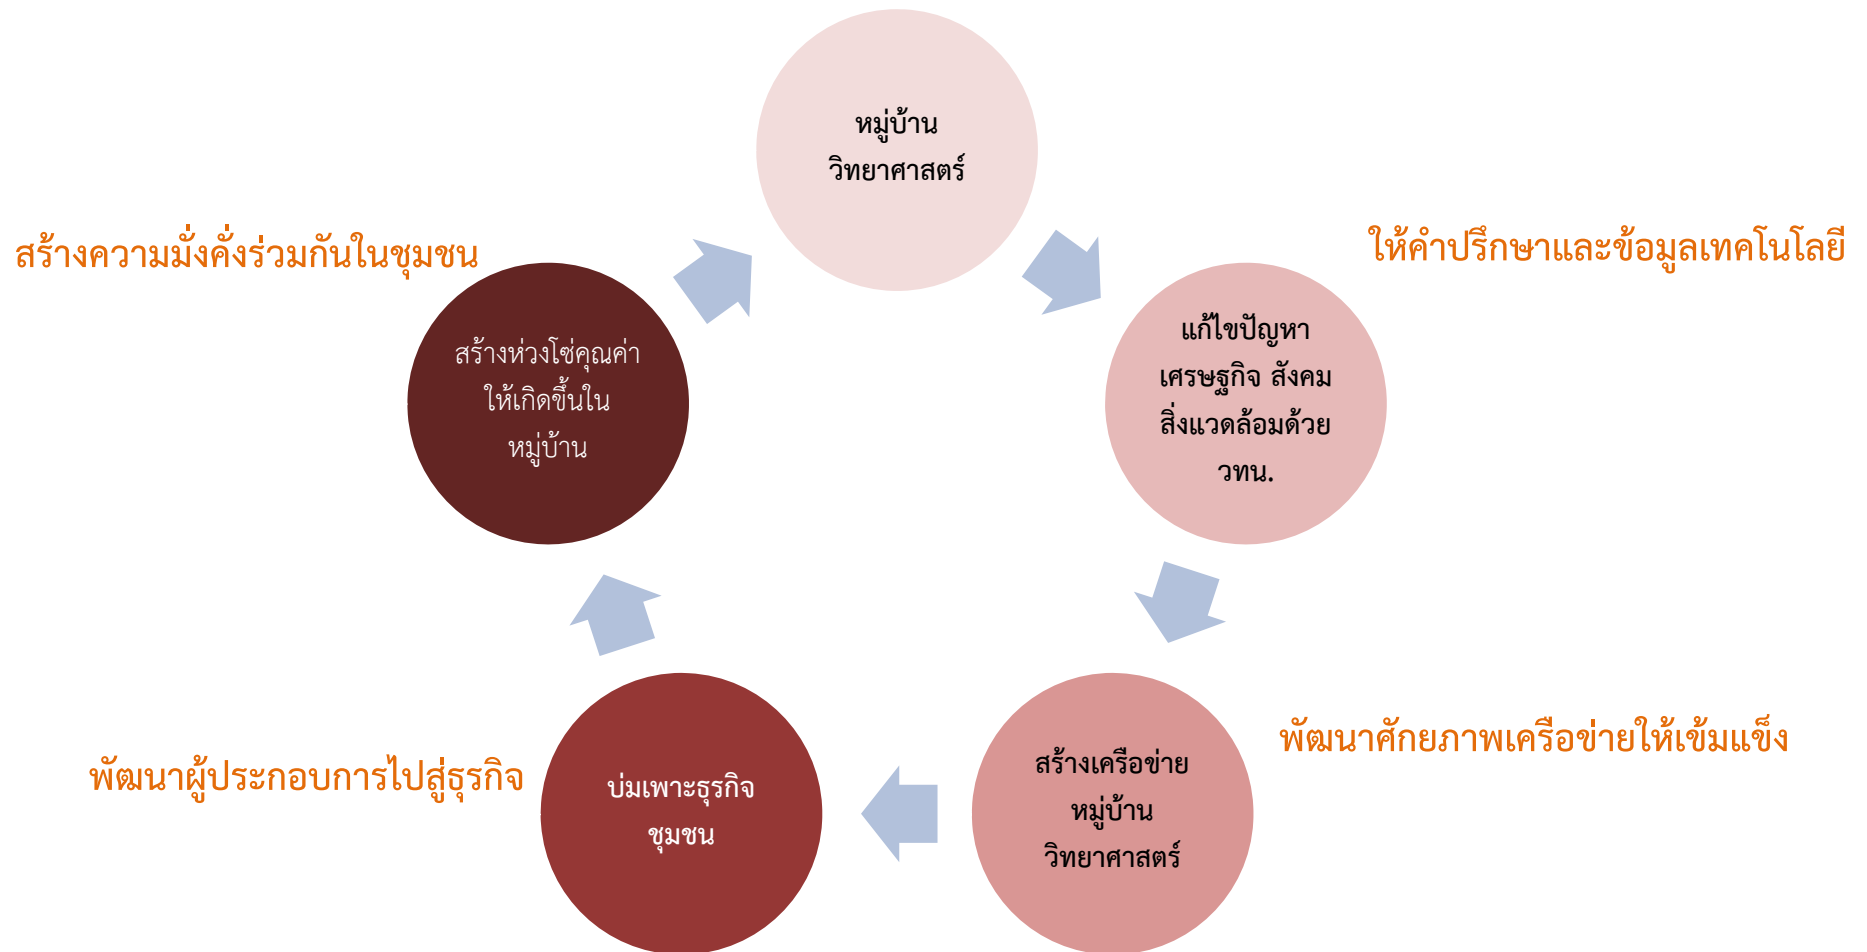 หมู่บ้าน
วิทยาศาสตร์
ให้คำปรึกษาและข้อมูลเทคโนโลยี
แก้ไขปัญหา
เศรษฐกิจ สังคม
สิ่งแวดล้อมด้วย
วทน.
พัฒนาศักยภาพเครือข่ายให้เข้มแข็ง
สร้างเครือข่าย
หมู่บ้าน
วิทยาศาสตร์
บ่มเพาะธุรกิจ
ชุมชน
พัฒนาผู้ประกอบการไปสู่ธุรกิจ
สร้างห่วงโซ่คุณค่า
ให้เกิดขึ้นใน
หมู่บ้าน
สร้างความมั่งคั่งร่วมกันในชุมชน